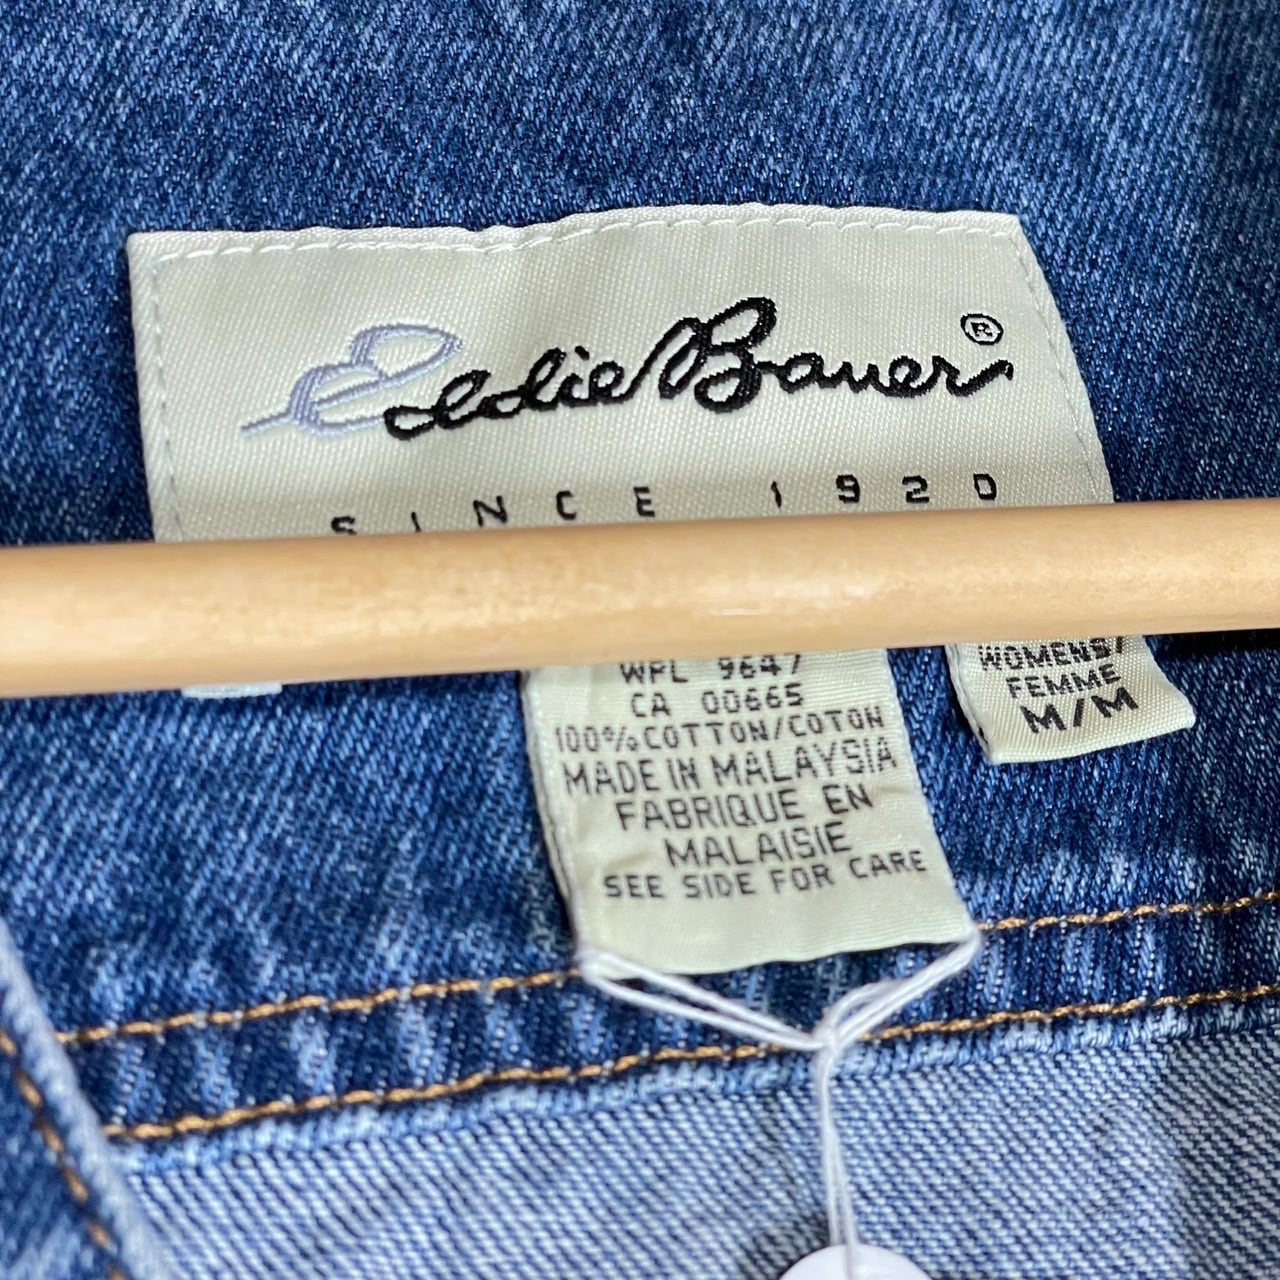 Eddie Bauer ®
SINCE 1920
WPL 9647
CA 00665
100% COTTON/COTON
MADE IN MALAYSIA
FABRIQUE EN
MALAISIE
SEE SIDE FOR CARE
WOMENS/
FEMME
M/M